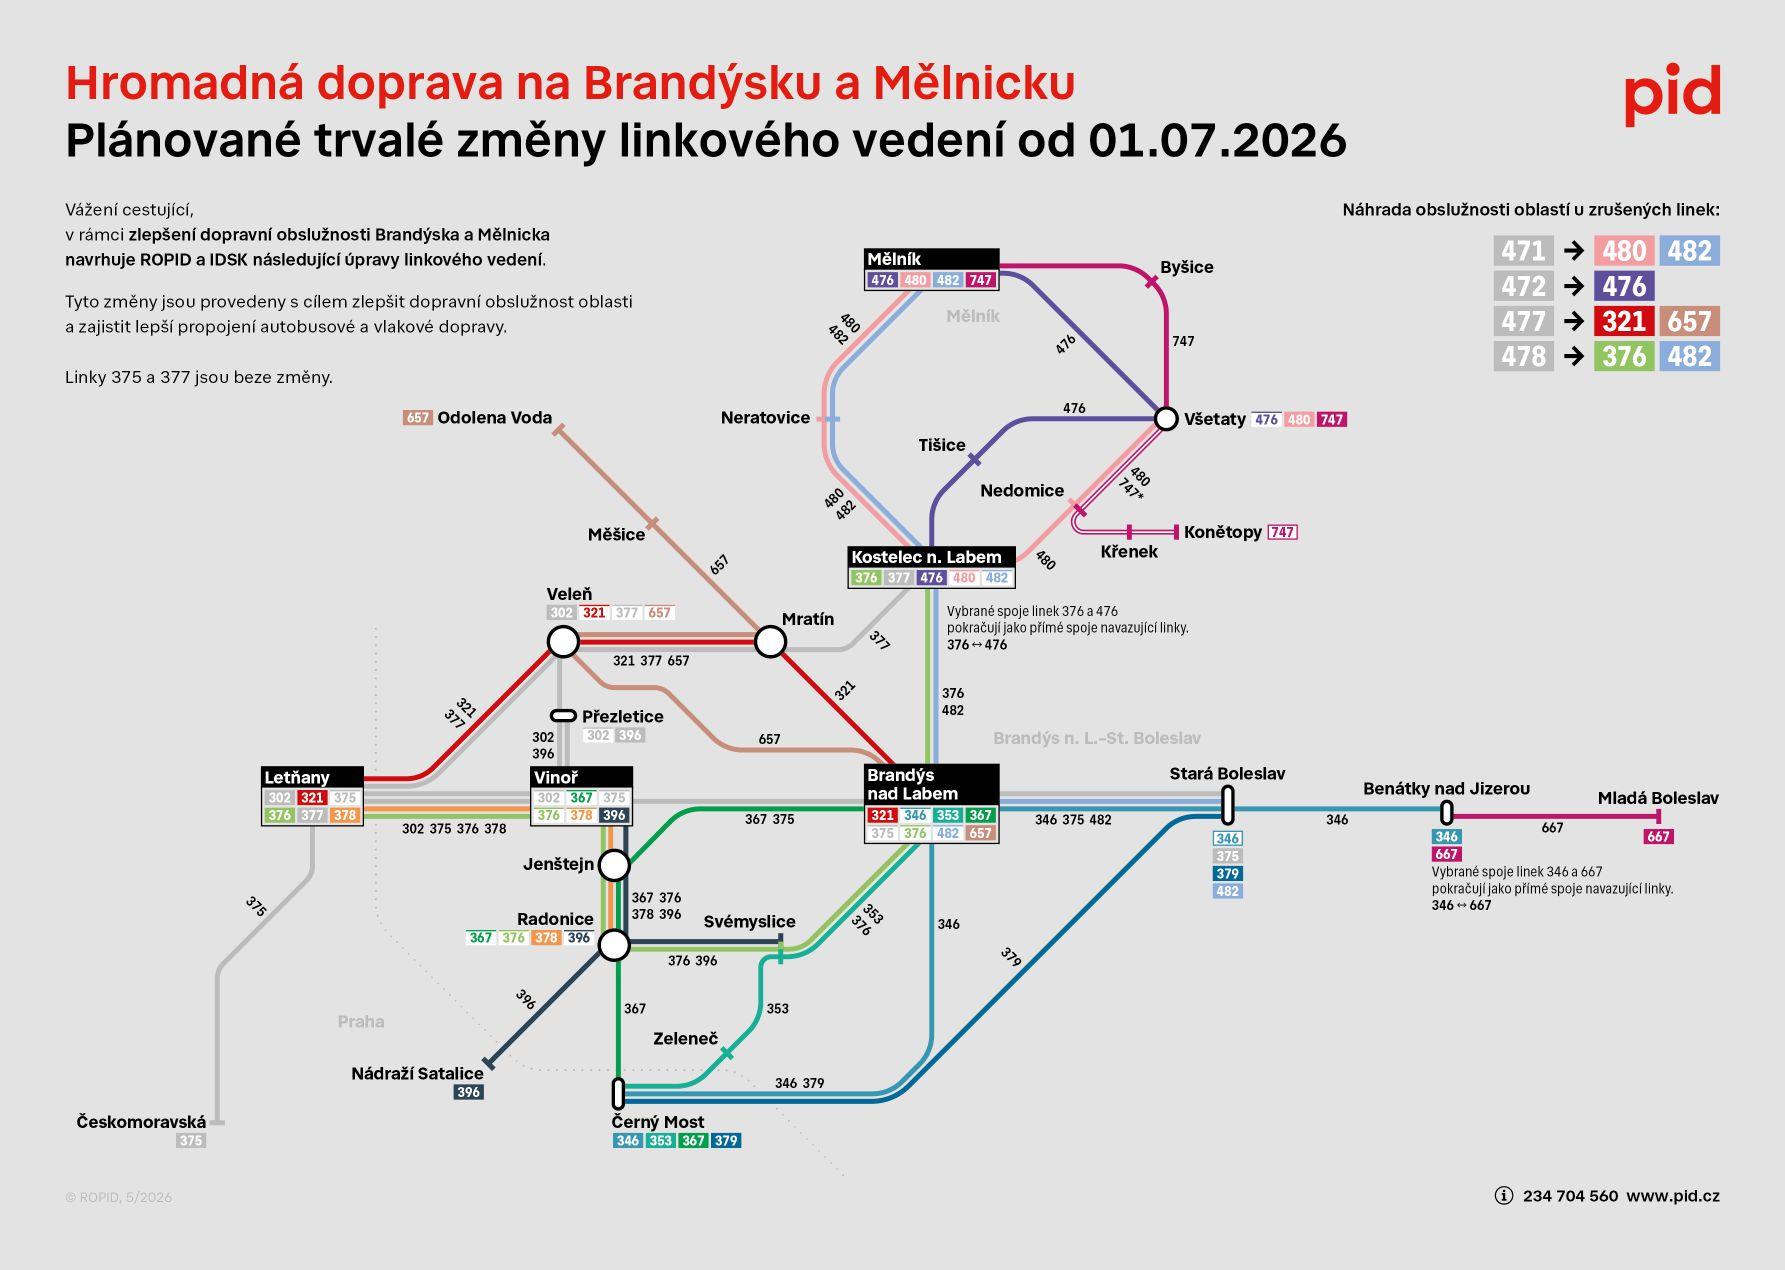 Hromadná doprava na Brandýsku a Mělnicku
Plánované trvalé změny linkového vedení od 01.07.2026
pid
Vážení cestující,
v rámci zlepšení dopravní obslužnosti Brandýska a Mělnicka
navrhuje ROPID a IDSK následující úpravy linkového vedení.
Tyto změny jsou provedeny s cílem zlepšit dopravní obslužnost oblasti
a zajistit lepší propojení autobusové a vlakové dopravy.
Linky 375 a 377 jsou beze změny.
Náhrada obslužnosti oblastí u zrušených linek:
471 → 480 482
472 → 476
477 → 321 657
478 → 376 482
Mělník
476 480 482 747
Mělník
Byšice
480
482
476
747
657 Odolena Voda
Neratovice
476
Všetaty 476 480 747
Tišice
Nedomice
480
747*
480
482
Měšice
Konětopy 747
Křenek
Kostelec n. Labem
376 377 476 480 482
480
657
Veleň
302 321 377 657
Mratín
377
Vybrané spoje linek 376 a 476
pokračují jako přímé spoje navazující linky.
376 ↔ 476
321 377 657
321
377
321
376
482
Přezletice
302 396
302
396
657
Brandýs n. L.–St. Boleslav
Letňany
302 321 375
376 377 378
Vinoř
302 367 375
376 378 396
Brandýs
nad Labem
321 346 353 367
375 376 482 657
Stará Boleslav
346
375
379
482
Benátky nad Jizerou
346
667
Mladá Boleslav
667
302 375 376 378
367 375
346 375 482
346
667
Vybrané spoje linek 346 a 667
pokračují jako přímé spoje navazující linky.
346 ↔ 667
Jenštejn
367 376
378 396
375
Radonice
367 376 378 396
Svémyslice
353
376
346
376 396
379
396
367
353
Praha
Zeleneč
Nádraží Satalice
396
346 379
Českomoravská
375
Černý Most
346 353 367 379
© ROPID, 5/2026
i 234 704 560 www.pid.cz